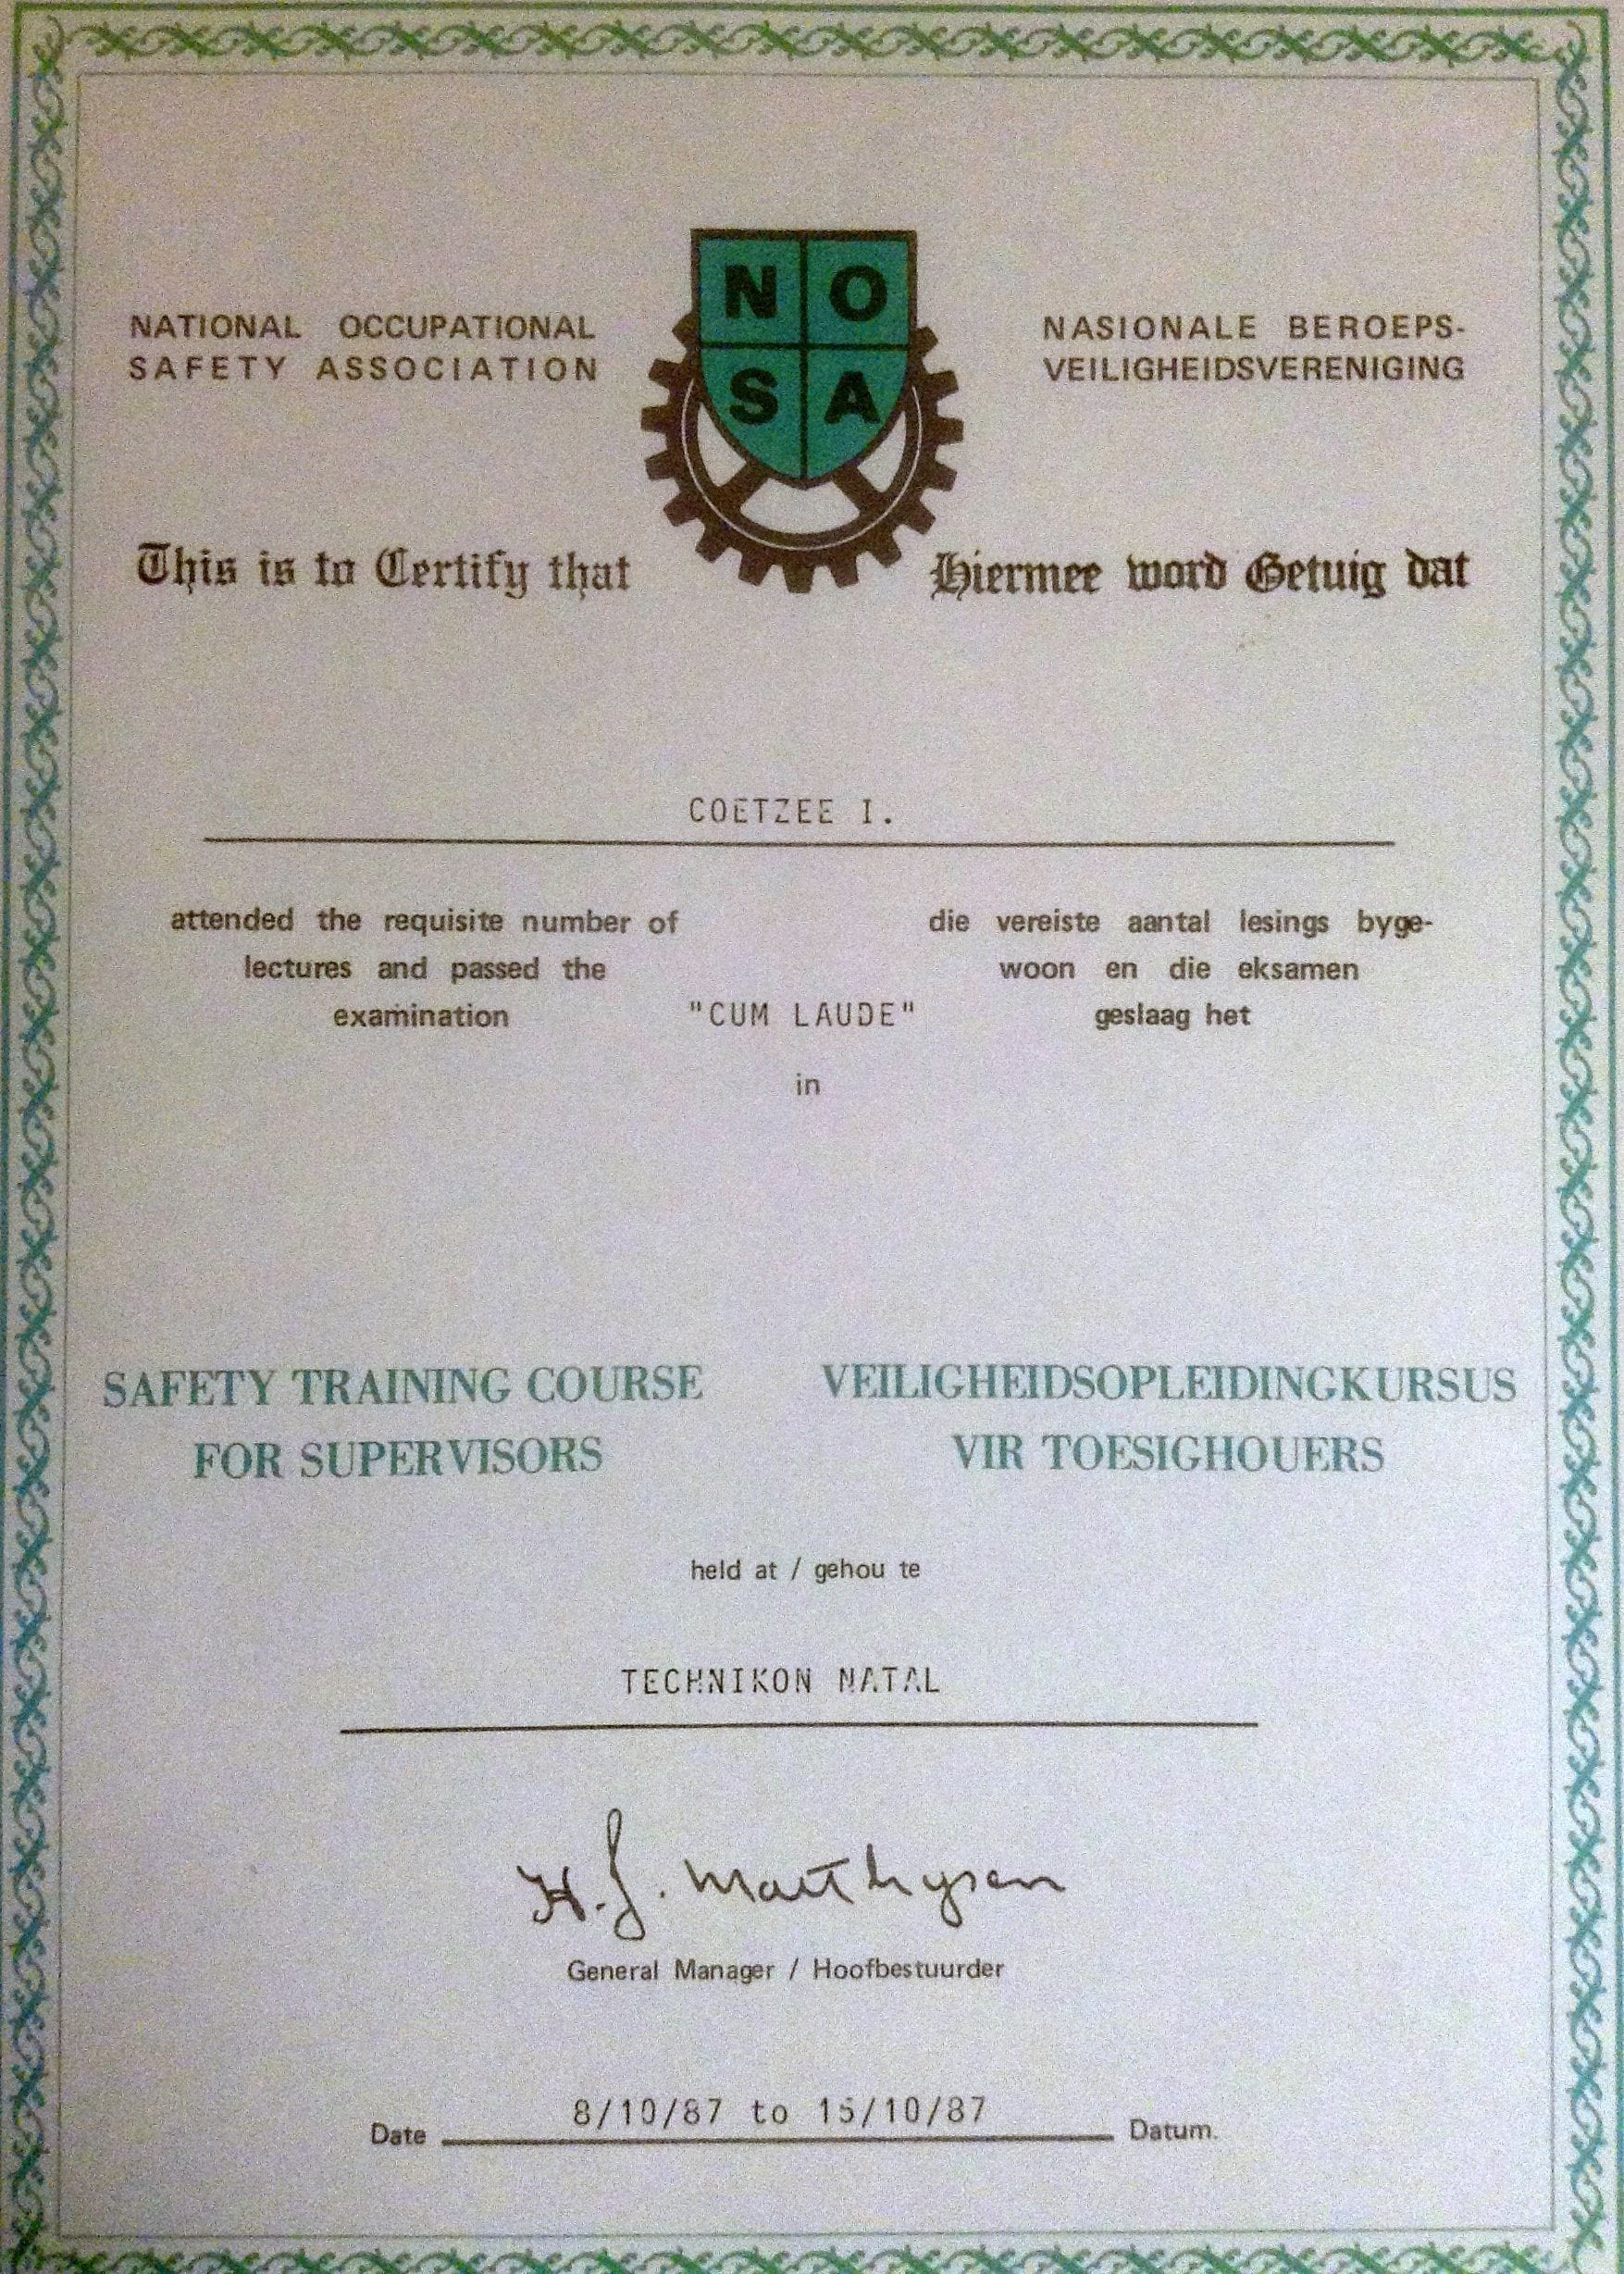 N O
S A
NATIONAL OCCUPATIONAL
SAFETY ASSOCIATION
NASIONALE BEROEPS-
VEILIGHEIDSVERENIGING
This is to Certify that
Hiermee word Getuig dat
COETZEE I.
attended the requisite number of
lectures and passed the
examination
die vereiste aantal lesings byge-
woon en die eksamen
geslaag het
"CUM LAUDE"
in
SAFETY TRAINING COURSE
FOR SUPERVISORS
VEILIGHEIDSOPLEIDINGKURSUS
VIR TOESIGHOUERS
held at / gehou te
TECHNIKON NATAL
H.J. Matthysen
General Manager / Hoofbestuurder
Date 8/10/87 to 15/10/87 Datum.